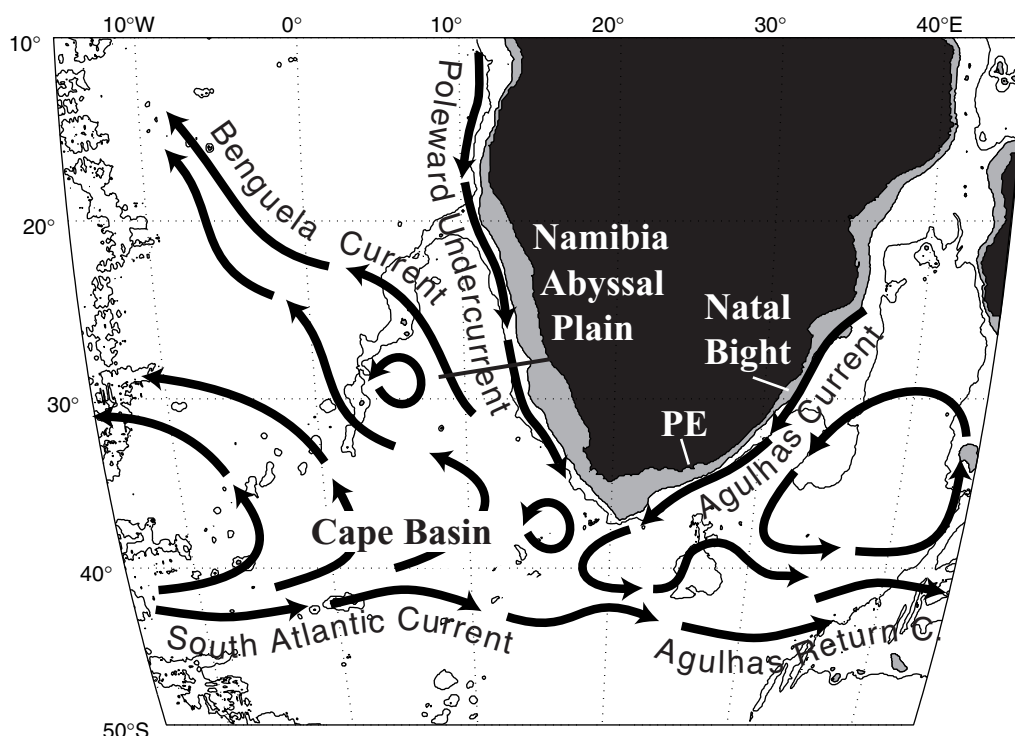 10°W 0° 10° 20° 30° 40°E
10°
20°
30°
40°
50°S
Poleward Undercurrent
Benguela Current
Namibia
Abyssal
Plain
Natal
Bight
PE
Agulhas Current
Cape Basin
South Atlantic Current
Agulhas Return C.